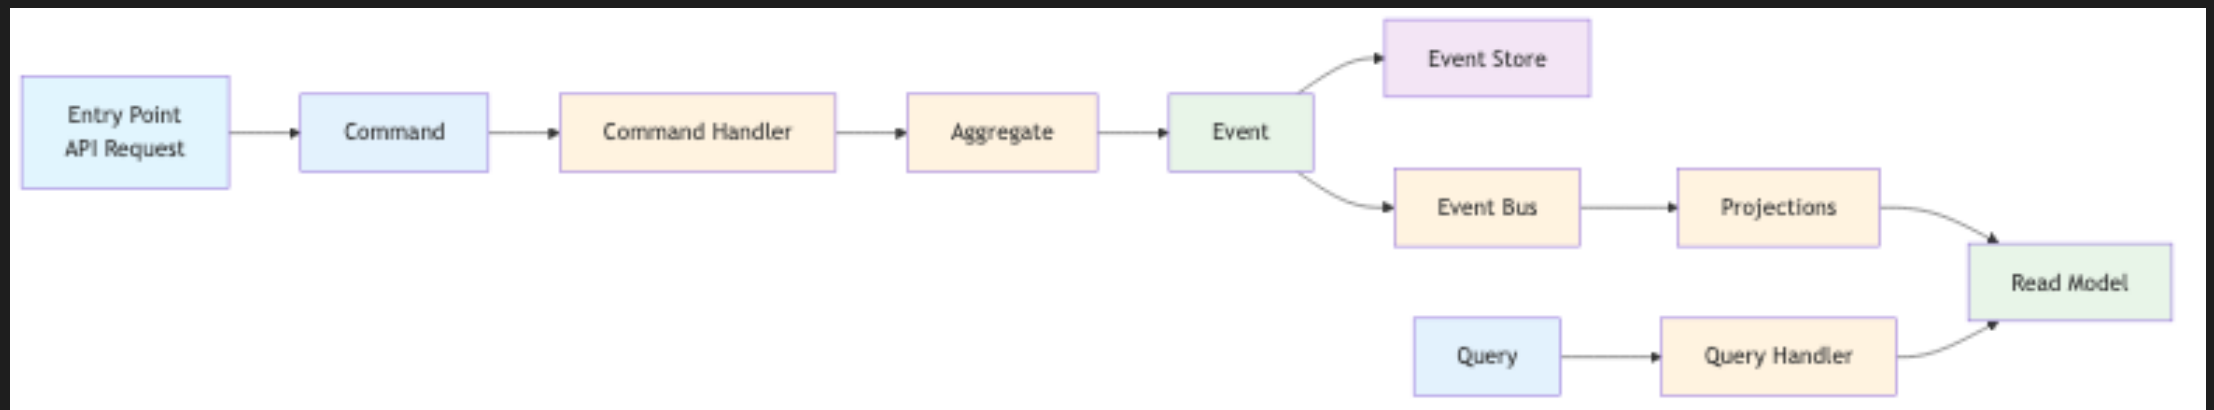 Entry Point
API Request
Command
Command Handler
Aggregate
Event
Event Store
Event Bus
Projections
Read Model
Query
Query Handler